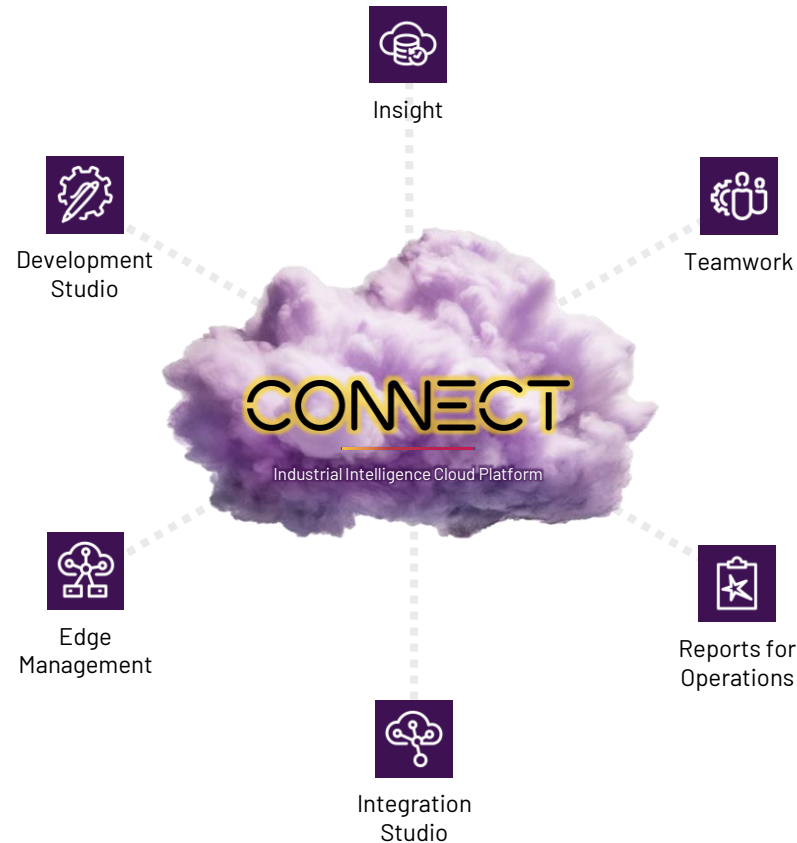 Insight
Development
Studio
Teamwork
CONNECT
Industrial Intelligence Cloud Platform
Edge
Management
Reports for
Operations
Integration
Studio